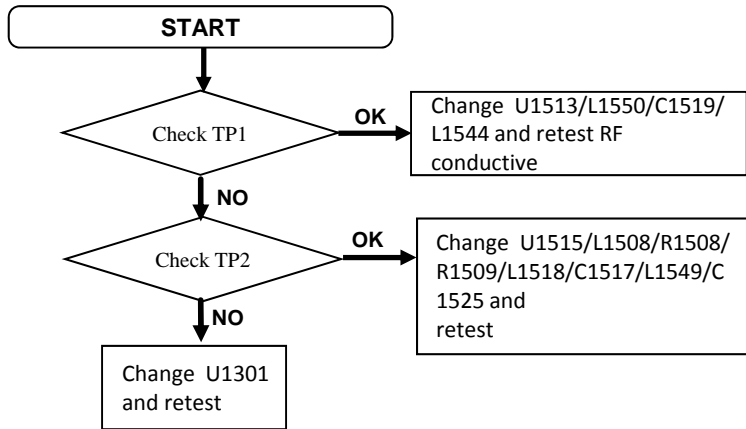 START
Check TP1
OK
Change U1513/L1550/C1519/
L1544 and retest RF
conductive
NO
Check TP2
OK
Change U1515/L1508/R1508/
R1509/L1518/C1517/L1549/C
1525 and
retest
NO
Change U1301
and retest